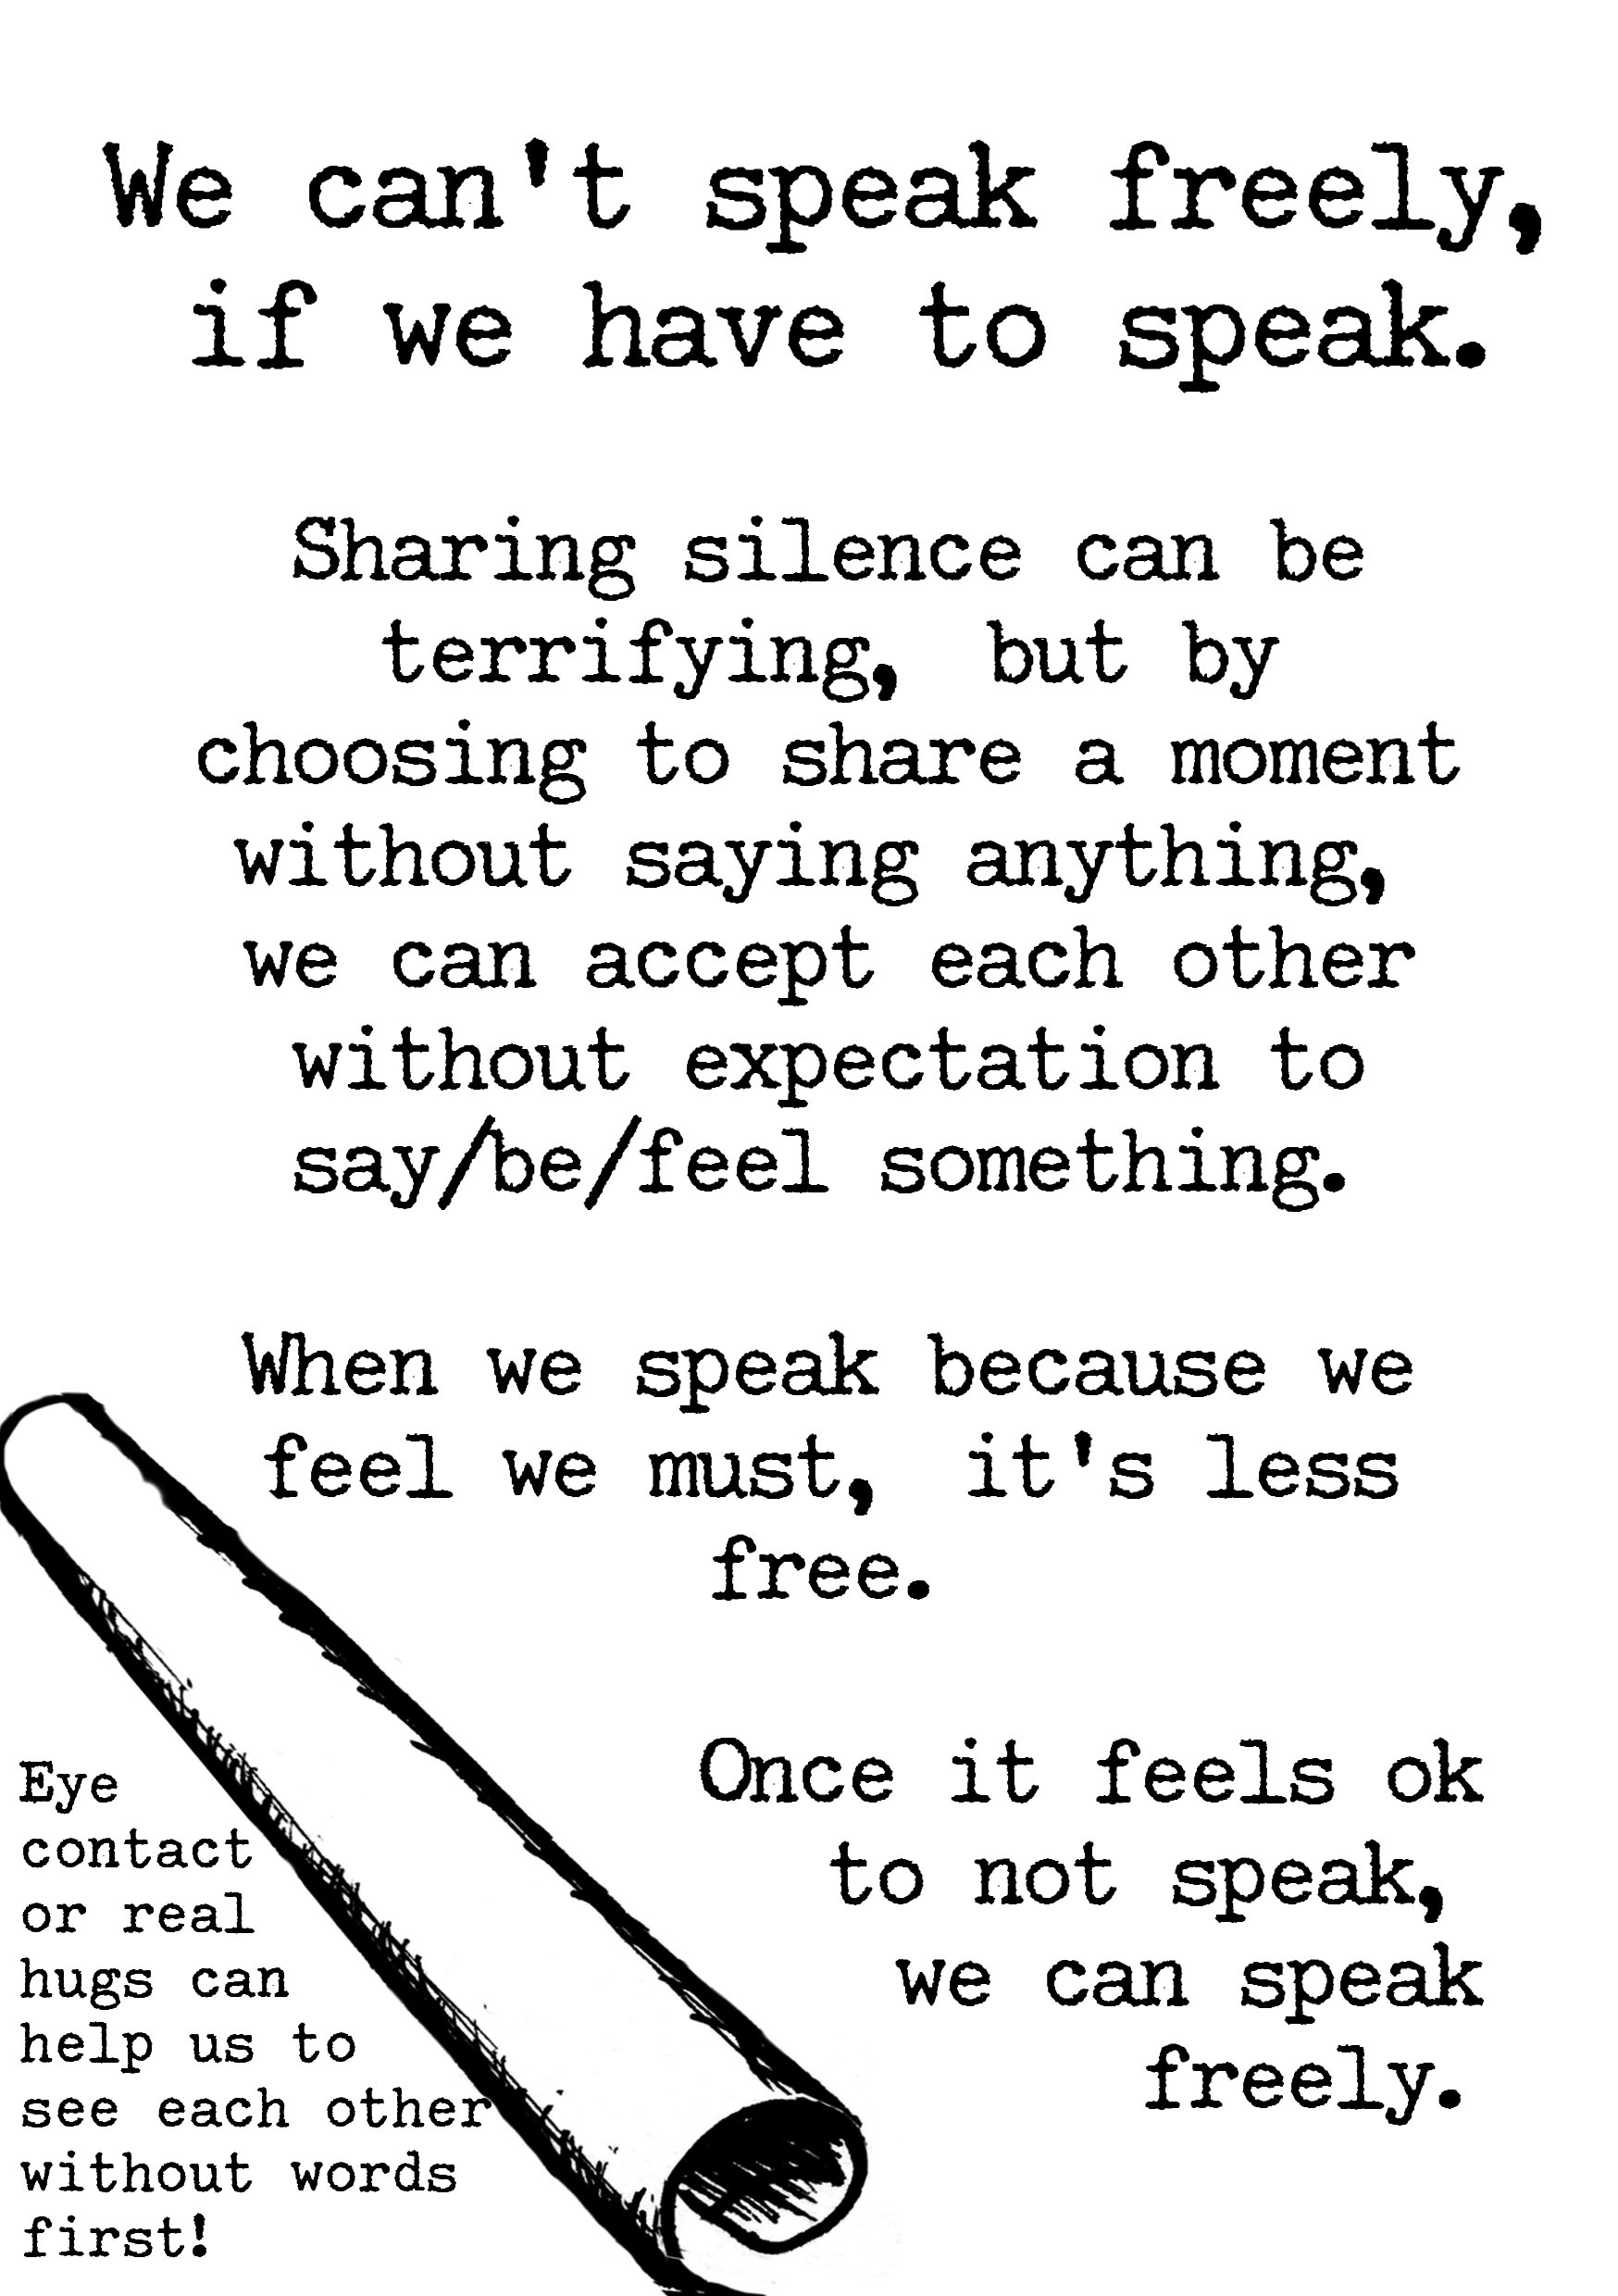 We can't speak freely,
if we have to speak.
Sharing silence can be
terrifying, but by
choosing to share a moment
without saying anything,
we can accept each other
without expectation to
say/be/feel something.
When we speak because we
feel we must, it's less
free.
Once it feels ok
to not speak,
we can speak
freely.
Eye
contact
or real
hugs can
help us to
see each other
without words
first!